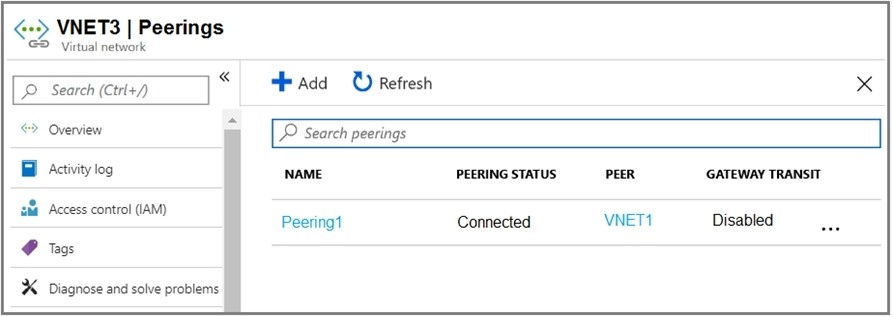 VNET3 | Peerings
Virtual network
Search (Ctrl+/)
«
Overview
Activity log
Access control (IAM)
Tags
Diagnose and solve problems
Add Refresh
Search peerings
NAME PEERING STATUS PEER GATEWAY TRANSIT
Peering1 Connected VNET1 Disabled ...